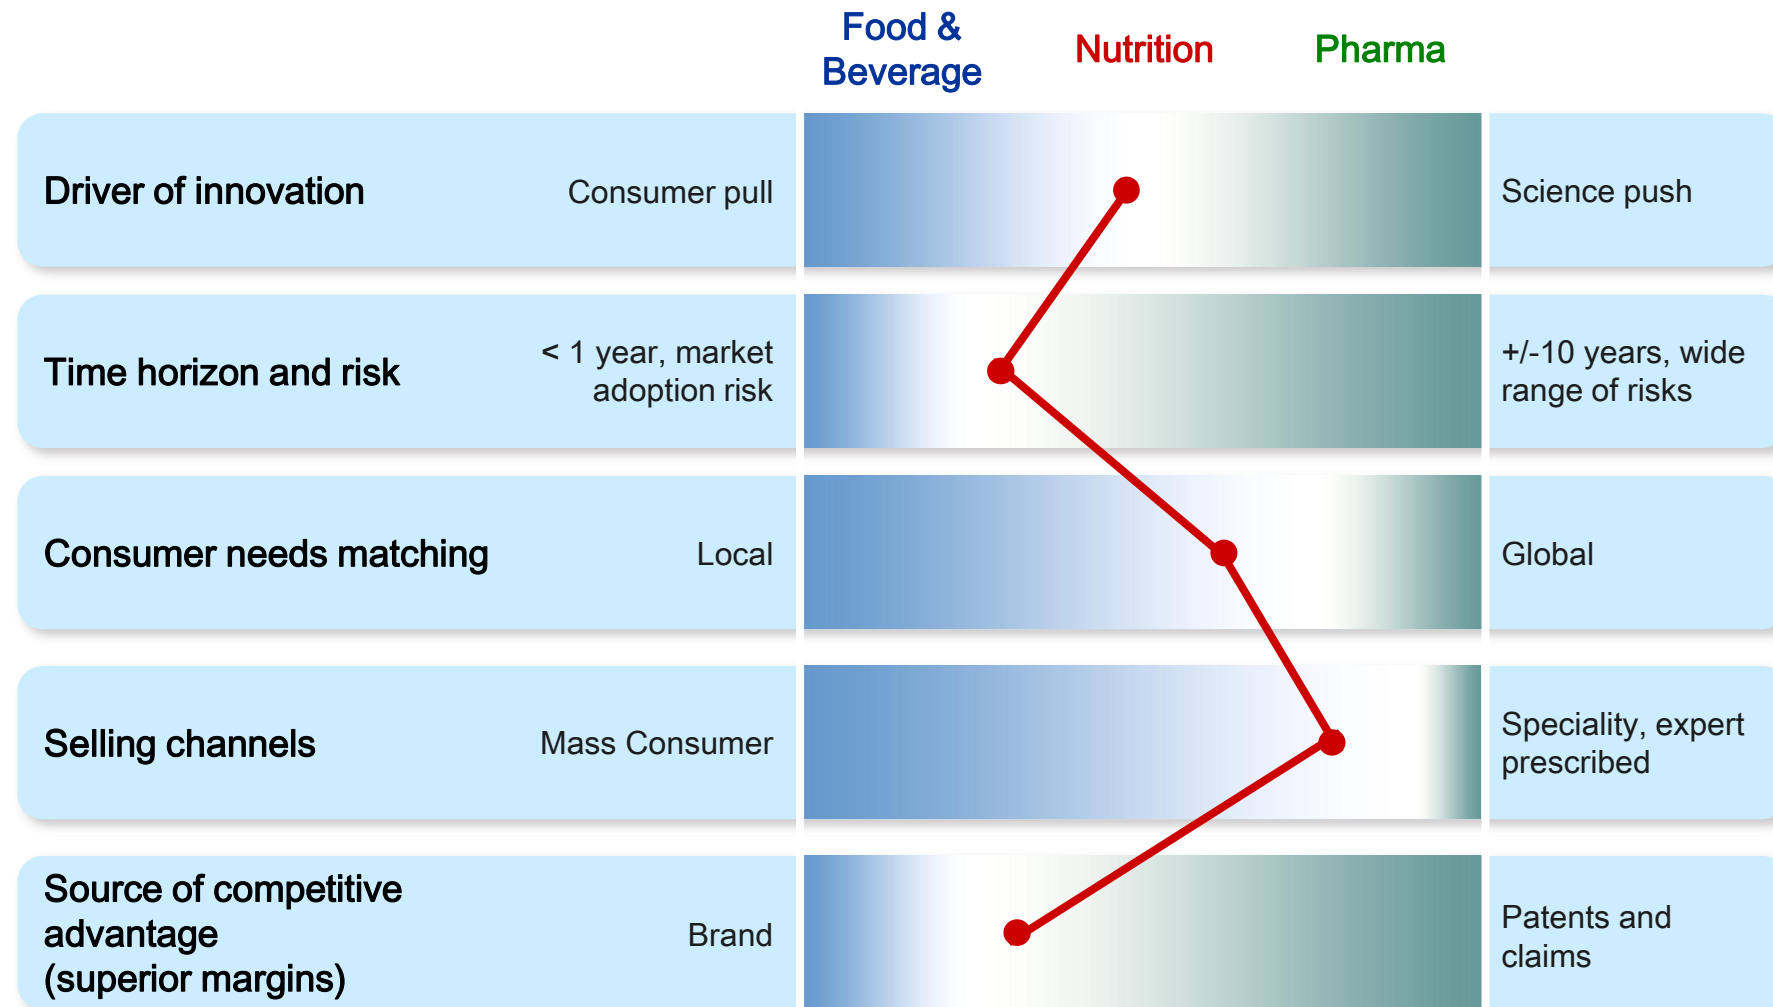 Food &
Beverage
Nutrition
Pharma
Driver of innovation
Consumer pull
Science push
Time horizon and risk
< 1 year, market
adoption risk
+/-10 years, wide
range of risks
Consumer needs matching
Local
Global
Selling channels
Mass Consumer
Speciality, expert
prescribed
Source of competitive
advantage
(superior margins)
Brand
Patents and
claims